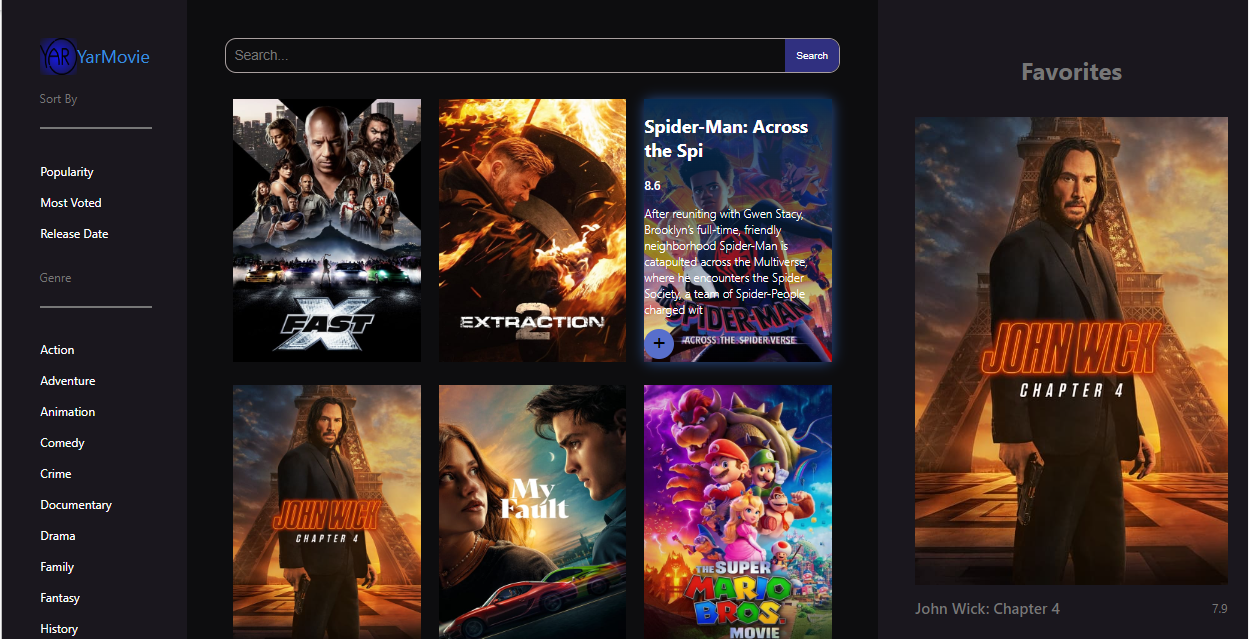 YAR YarMovie
Sort By
Popularity
Most Voted
Release Date
Genre
Action
Adventure
Animation
Comedy
Crime
Documentary
Drama
Family
Fantasy
History
Search...
Search
FAST X
EXTRACTION
2
Spider-Man: Across
the Spi
8.6
After reuniting with Gwen Stacy,
Brooklyn's full-time, friendly
neighborhood Spider-Man is
catapulted across the Multiverse,
where he encounters the Spider
Society, a team of Spider-People
charged wit
SPIDER-MAN
+
ACROSS THE SPIDER-VERSE
JOHN WICK
CHAPTER 4
My
Fault
THE SUPER
MARIO
BROS.
MOVIE
Favorites
JOHN WICK
CHAPTER 4
John Wick: Chapter 4
7.9